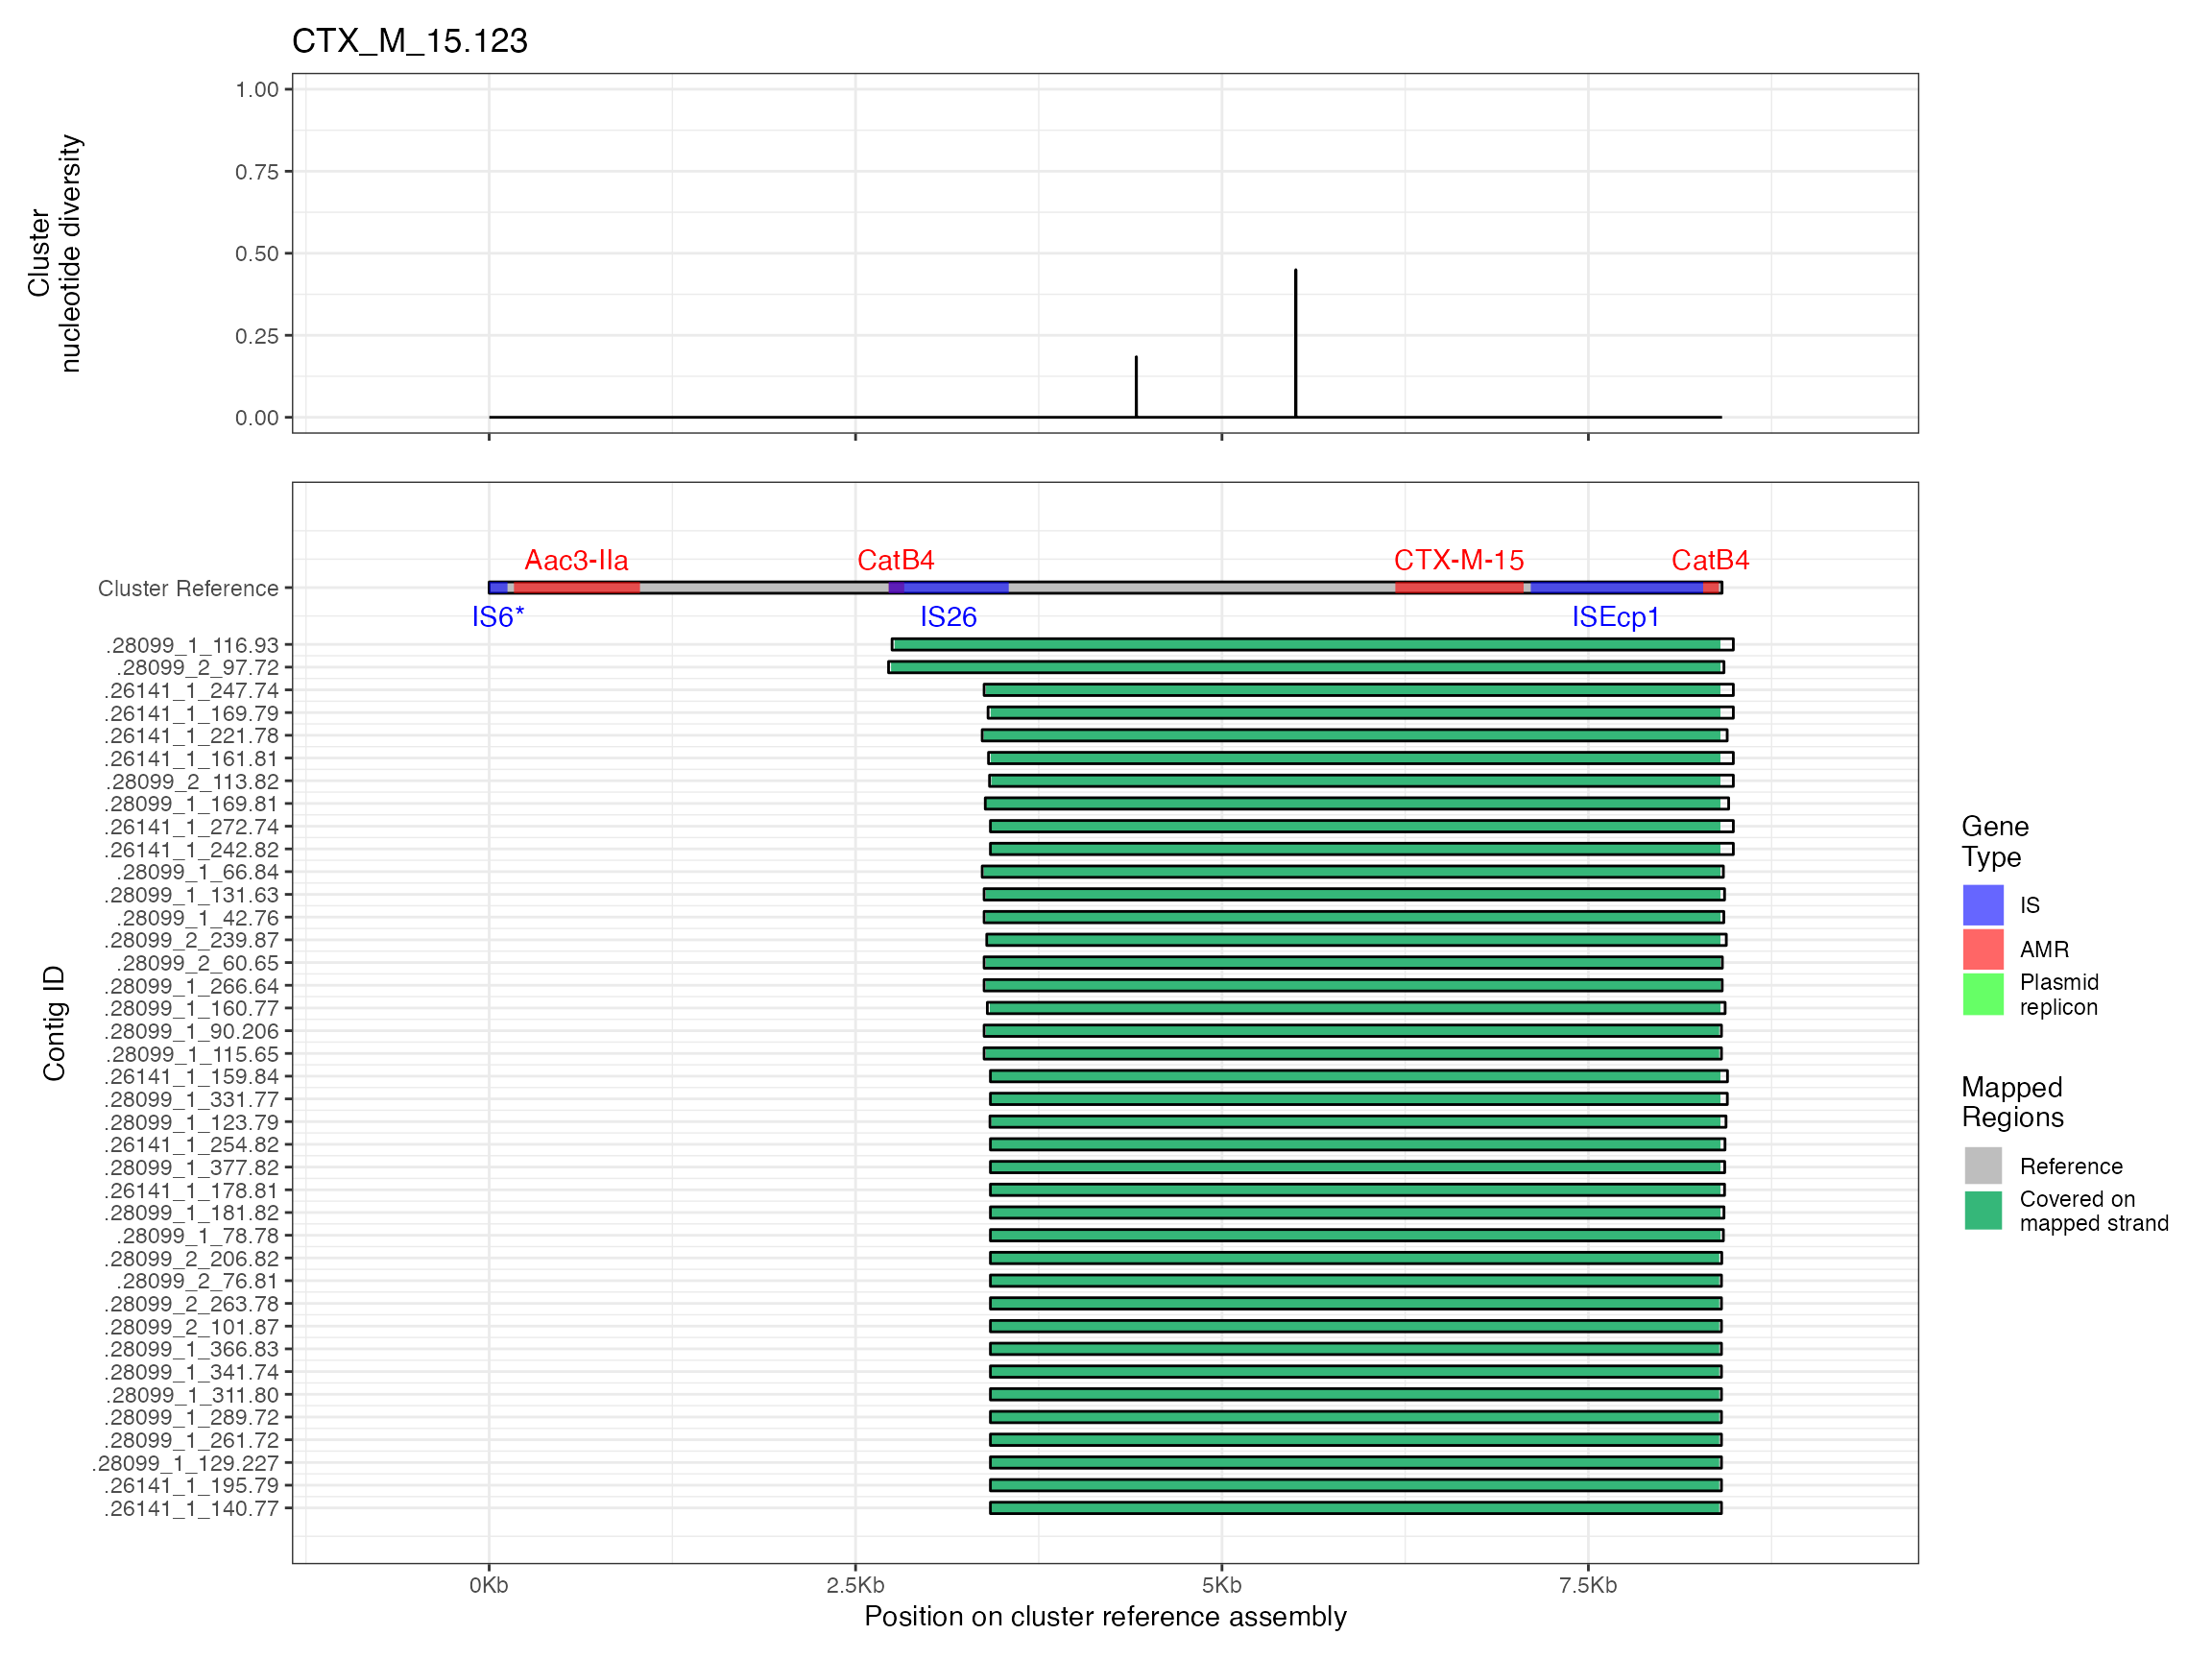 CTX_M_15.123
Cluster
nucleotide diversity
1.00
0.75
0.50
0.25
0.00
Aac3-IIa CatB4 CTX-M-15 CatB4
Cluster Reference
IS6* IS26 ISEcp1
.28099_1_116.93
.28099_2_97.72
.26141_1_247.74
.26141_1_169.79
.26141_1_221.78
.26141_1_161.81
.28099_2_113.82
.28099_1_169.81
.26141_1_272.74
.26141_1_242.82
.28099_1_66.84
.28099_1_131.63
.28099_1_42.76
.28099_2_239.87
.28099_2_60.65
.28099_1_266.64
.28099_1_160.77
.28099_1_90.206
.28099_1_115.65
.26141_1_159.84
.28099_1_331.77
.28099_1_123.79
.26141_1_254.82
.28099_1_377.82
.26141_1_178.81
.28099_1_181.82
.28099_1_78.78
.28099_2_206.82
.28099_2_76.81
.28099_2_263.78
.28099_2_101.87
.28099_1_366.83
.28099_1_341.74
.28099_1_311.80
.28099_1_289.72
.28099_1_261.72
.28099_1_129.227
.26141_1_195.79
.26141_1_140.77
Contig ID
0Kb 2.5Kb 5Kb 7.5Kb
Position on cluster reference assembly
Gene
Type
IS
AMR
Plasmid
replicon
Mapped
Regions
Reference
Covered on
mapped strand